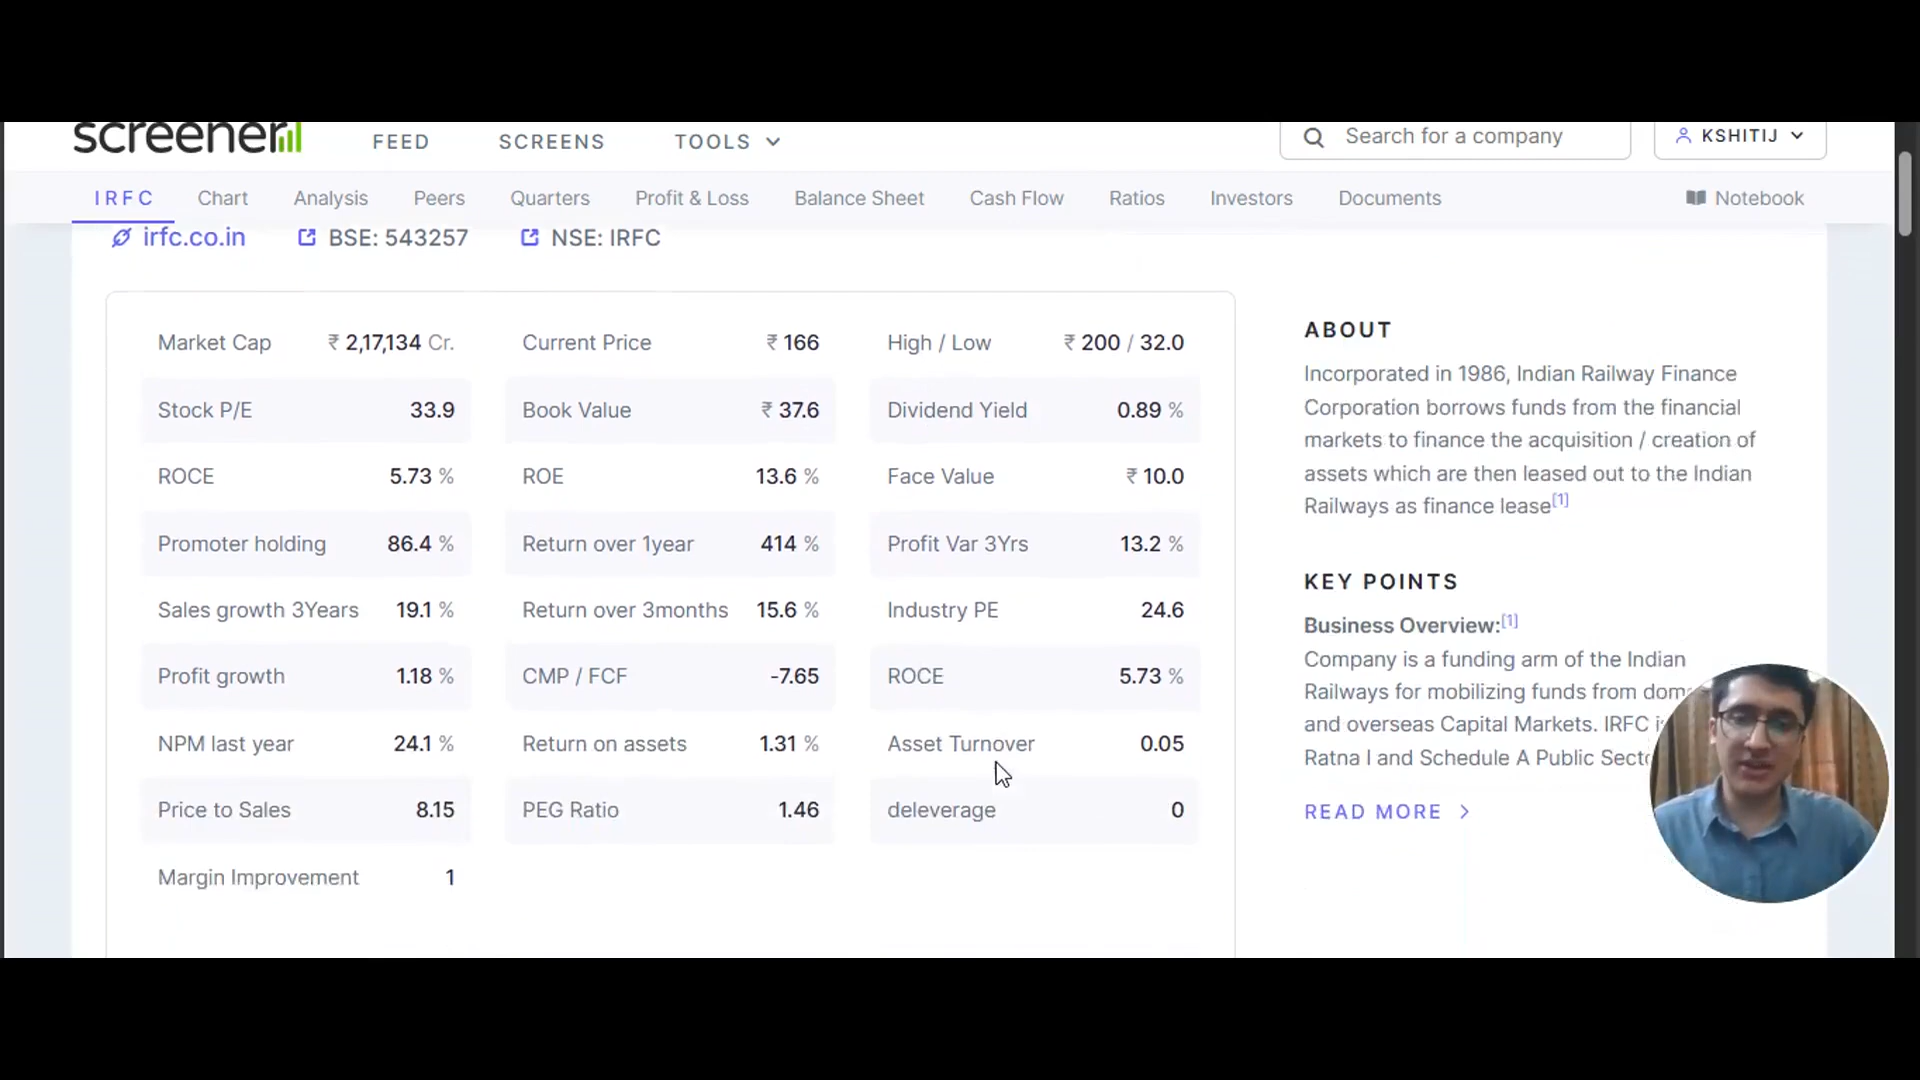 screener
FEED SCREENS TOOLS
Search for a company
KSHITIJ
IRFC Chart Analysis Peers Quarters Profit & Loss Balance Sheet Cash Flow Ratios Investors Documents Notebook
irfc.co.in BSE: 543257 NSE: IRFC
Market Cap ₹ 2,17,134 Cr. Current Price ₹ 166 High / Low ₹ 200 / 32.0
Stock P/E 33.9 Book Value ₹ 37.6 Dividend Yield 0.89 %
ROCE 5.73 % ROE 13.6 % Face Value ₹ 10.0
Promoter holding 86.4 % Return over 1year 414 % Profit Var 3Yrs 13.2 %
Sales growth 3Years 19.1 % Return over 3months 15.6 % Industry PE 24.6
Profit growth 1.18 % CMP / FCF -7.65 ROCE 5.73 %
NPM last year 24.1 % Return on assets 1.31 % Asset Turnover 0.05
Price to Sales 8.15 PEG Ratio 1.46 deleverage 0
Margin Improvement 1
ABOUT
Incorporated in 1986, Indian Railway Finance
Corporation borrows funds from the financial
markets to finance the acquisition / creation of
assets which are then leased out to the Indian
Railways as finance lease[1]
KEY POINTS
Business Overview:[1]
Company is a funding arm of the Indian
Railways for mobilizing funds from
and overseas Capital Markets. IRFC
Ratna I and Schedule A Public
READ MORE